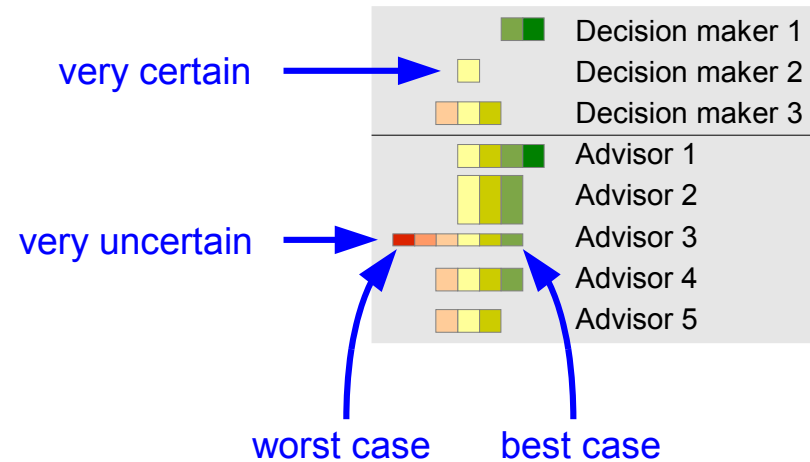 Decision maker 1
very certain
Decision maker 2
Decision maker 3
Advisor 1
Advisor 2
very uncertain
Advisor 3
Advisor 4
Advisor 5
worst case
best case